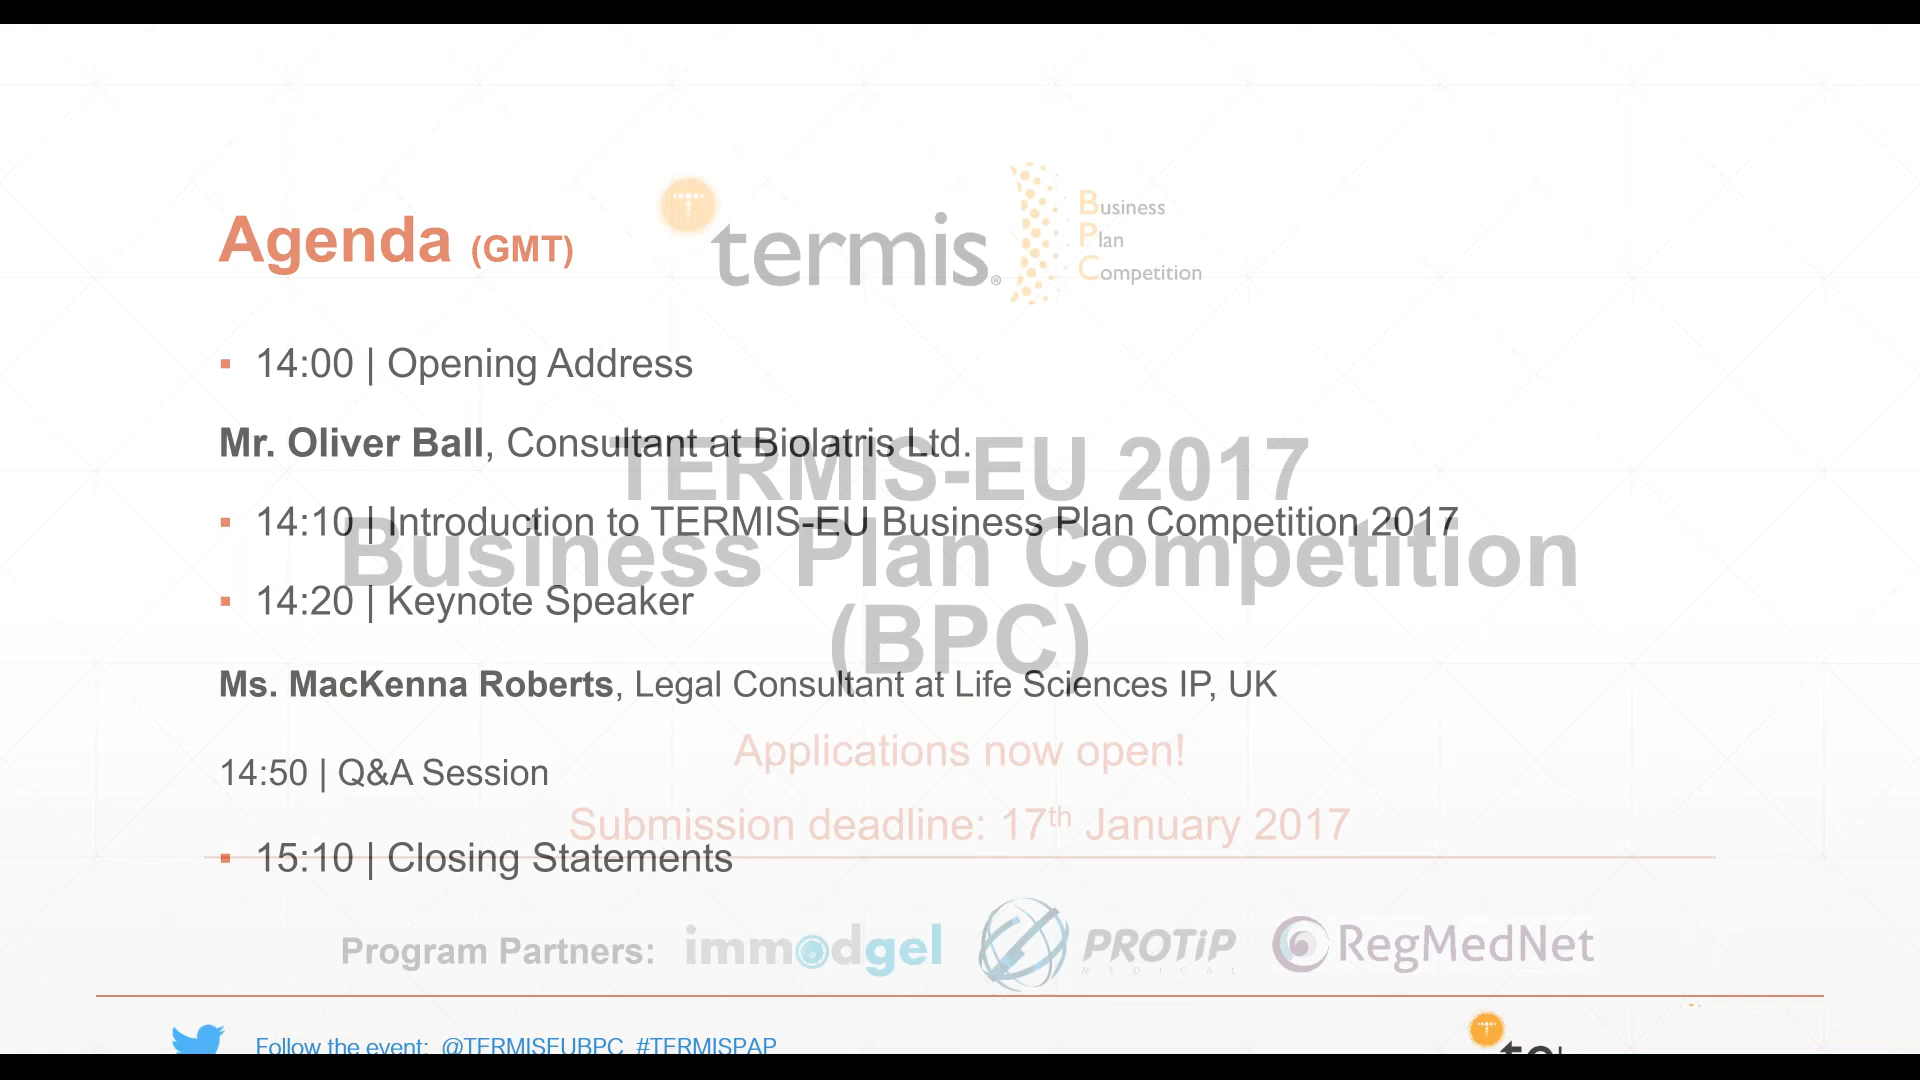 termis®
Business
Plan
Competition
Agenda (GMT)
▪ 14:00 | Opening Address
Mr. Oliver Ball, Consultant at Biolatris Ltd.
TERMIS-EU 2017
▪ 14:10 | Introduction to TERMIS-EU Business Plan Competition 2017
Business Plan Competition
▪ 14:20 | Keynote Speaker
(BPC)
Ms. MacKenna Roberts, Legal Consultant at Life Sciences IP, UK
Applications now open!
14:50 | Q&A Session
Submission deadline: 17th January 2017
▪ 15:10 | Closing Statements
Program Partners: immodgel PROTiP MEDICAL RegMedNet
Follow the event: @TERMISEUBPC #TERMISPAP